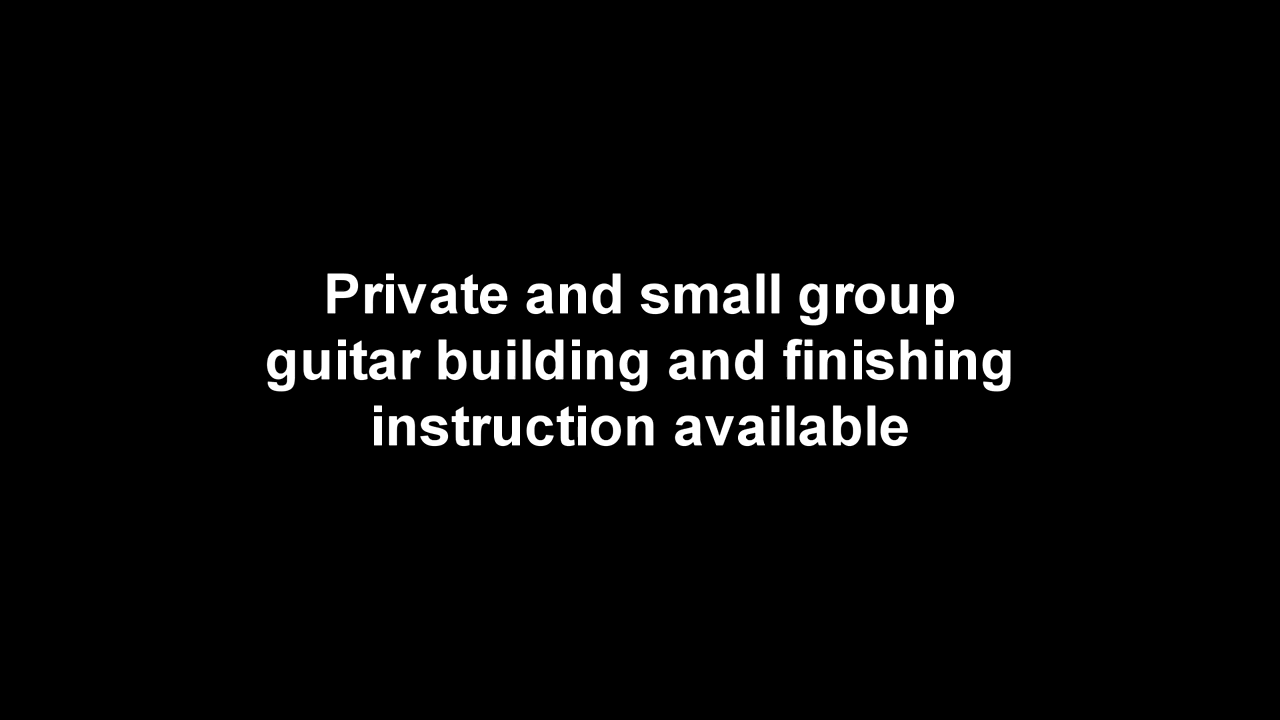 Private and small group
guitar building and finishing
instruction available